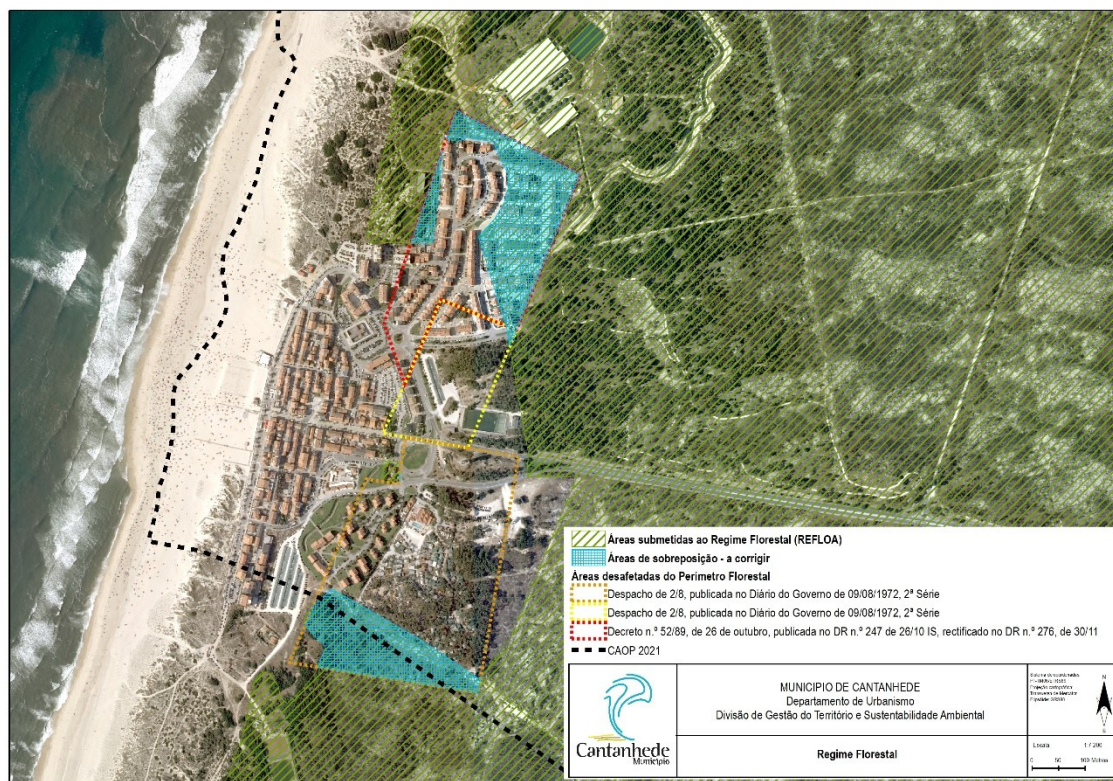 Áreas submetidas ao Regime Florestal (REFLOA)
Áreas de sobreposição - a corrigir
Áreas desafetadas do Perímetro Florestal
Despacho de 2/8, publicada no Diário do Governo de 09/08/1972, 2ª Série
Despacho de 2/8, publicada no Diário do Governo de 09/08/1972, 2ª Série
Decreto n.º 52/89, de 26 de outubro, publicada no DR n.º 247 de 26/10 IS, rectificado no DR n.º 276, de 30/11
CAOP 2021
Cantanhede
Município
MUNICIPIO DE CANTANHEDE
Departamento de Urbanismo
Divisão de Gestão do Território e Sustentabilidade Ambiental
Regime Florestal
N
S
0 50 100 Metros